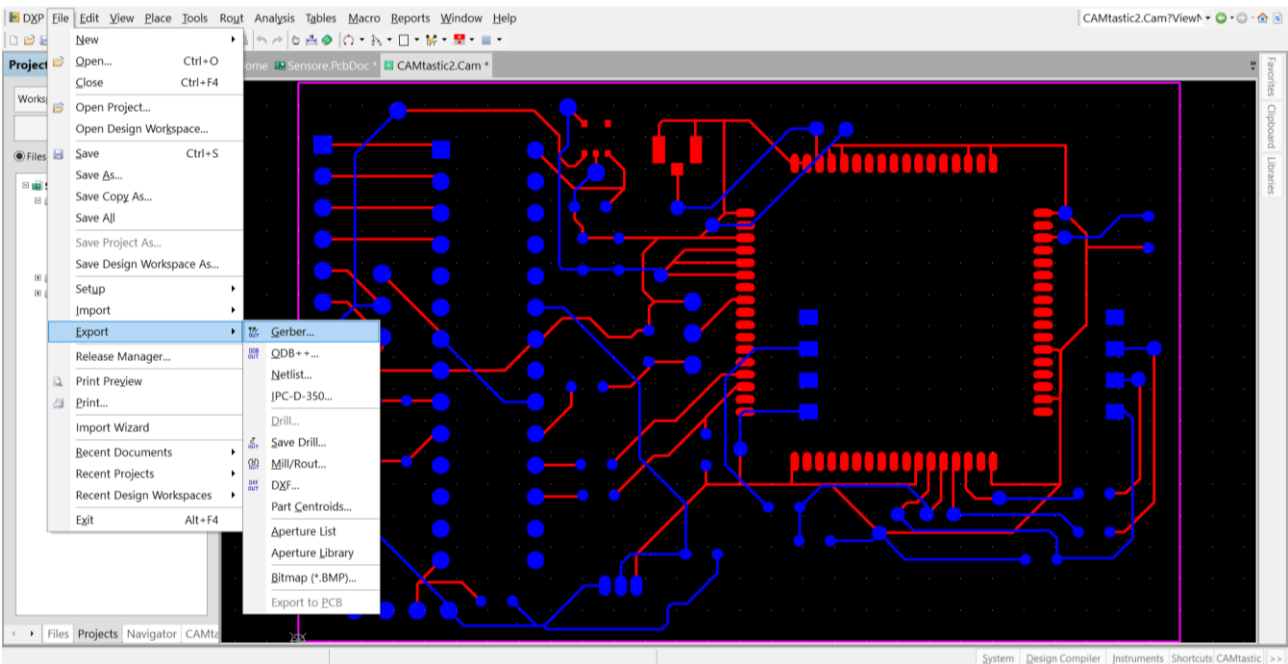 DXP File Edit View Place Tools Rout Analysis Tables Macro Reports Window Help
CAMtastic2.Cam?View
Project
ome Sensore.PcbDoc * CAMtastic2.Cam *
Works
Files
New
Open... Ctrl+O
Close Ctrl+F4
Open Project...
Open Design Workspace...
Save Ctrl+S
Save As...
Save Copy As...
Save All
Save Project As...
Save Design Workspace As...
Setup
Import
Export
Release Manager...
Print Preview
Print...
Import Wizard
Recent Documents
Recent Projects
Recent Design Workspaces
Exit Alt+F4
Gerber...
ODB++...
Netlist...
IPC-D-350...
Drill...
Save Drill...
Mill/Rout...
DXF...
Part Centroids...
Aperture List
Aperture Library
Bitmap (*.BMP)...
Export to PCB
Favorites
Clipboard
Libraries
Files Projects Navigator CAMta
System Design Compiler Instruments Shortcuts CAMtastic >>